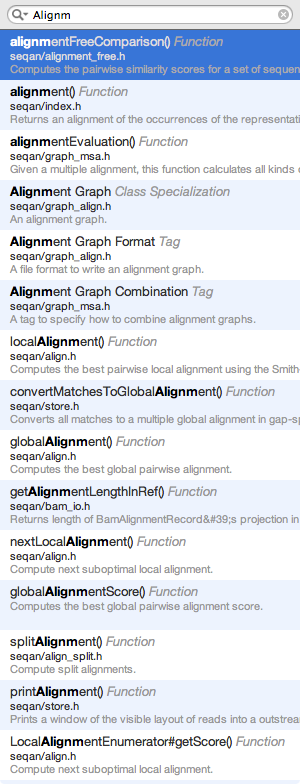 Alignm
alignmentFreeComparison() Function
seqan/alignment_free.h
Computes the pairwise similarity scores for a set of sequen
alignment() Function
seqan/index.h
Returns an alignment of the occurrences of the representati
alignmentEvaluation() Function
seqan/graph_msa.h
Given a multiple alignment, this function calculates all kinds o
Alignment Graph Class Specialization
seqan/graph_align.h
An alignment graph.
Alignment Graph Format Tag
seqan/graph_align.h
A file format to write an alignment graph.
Alignment Graph Combination Tag
seqan/graph_msa.h
A tag to specify how to combine alignment graphs.
localAlignment() Function
seqan/align.h
Computes the best pairwise local alignment using the Smith
convertMatchesToGlobalAlignment() Function
seqan/store.h
Converts all matches to a multiple global alignment in gap-sp
globalAlignment() Function
seqan/align.h
Computes the best global pairwise alignment.
getAlignmentLengthInRef() Function
seqan/bam_io.h
Returns length of BamAlignmentRecord&#39;s projection in
nextLocalAlignment() Function
seqan/align.h
Compute next suboptimal local alignment.
globalAlignmentScore() Function
Computes the best global pairwise alignment score.
splitAlignment() Function
seqan/align_split.h
Compute split alignments.
printAlignment() Function
seqan/store.h
Prints a window of the visible layout of reads into a outstrea
LocalAlignmentEnumerator#getScore() Function
seqan/align.h
Compute next suboptimal local alignment.